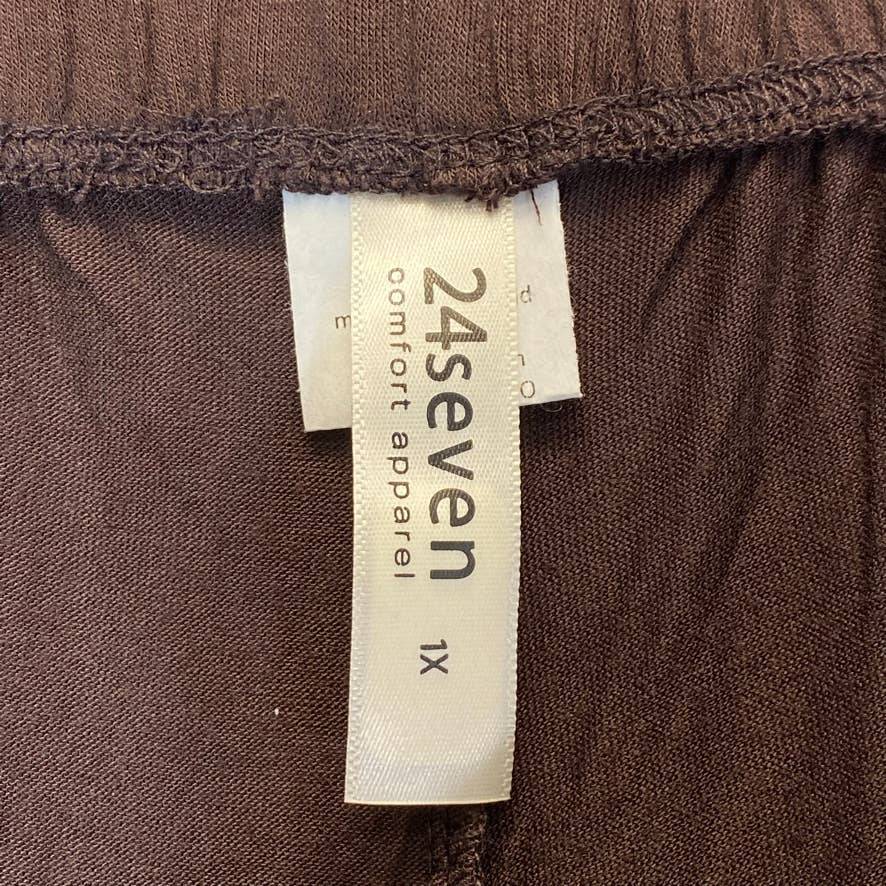 24seven
comfort apparel
1X